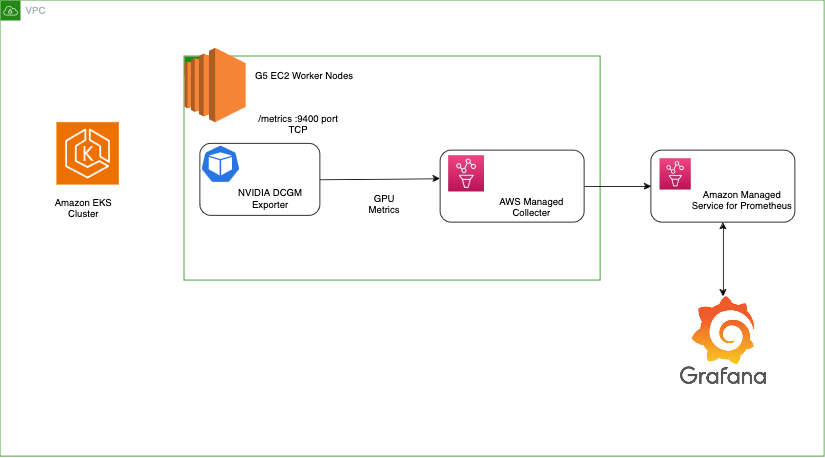 VPC
G5 EC2 Worker Nodes
/metrics :9400 port
TCP
K
Amazon EKS
Cluster
NVIDIA DCGM
Exporter
GPU
Metrics
AWS Managed
Collecter
Amazon Managed
Service for Prometheus
Grafana